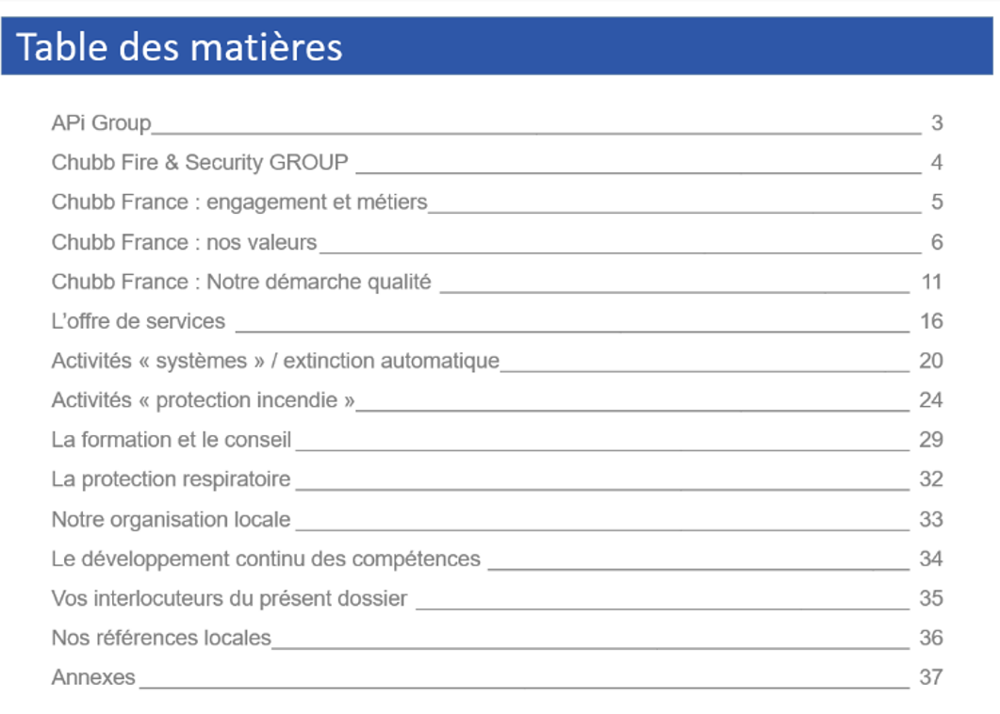 Table des matières
APi Group 3
Chubb Fire & Security GROUP 4
Chubb France : engagement et métiers 5
Chubb France : nos valeurs 6
Chubb France : Notre démarche qualité 11
L'offre de services 16
Activités « systèmes » / extinction automatique 20
Activités « protection incendie » 24
La formation et le conseil 29
La protection respiratoire 32
Notre organisation locale 33
Le développement continu des compétences 34
Vos interlocuteurs du présent dossier 35
Nos références locales 36
Annexes 37